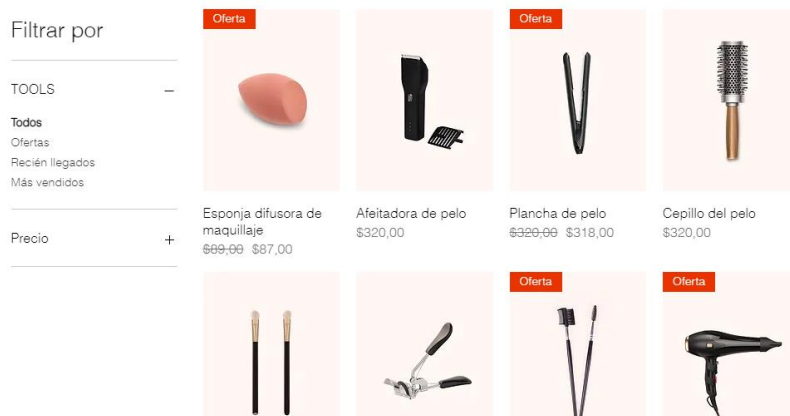 Filtrar por
TOOLS
Todos
Ofertas
Recién llegados
Más vendidos
Precio
Oferta
Esponja difusora de
maquillaje
$89,00 $87,00
Afeitadora de pelo
$320,00
Oferta
Plancha de pelo
$320,00 $318,00
Cepillo del pelo
$320,00
Oferta
Oferta